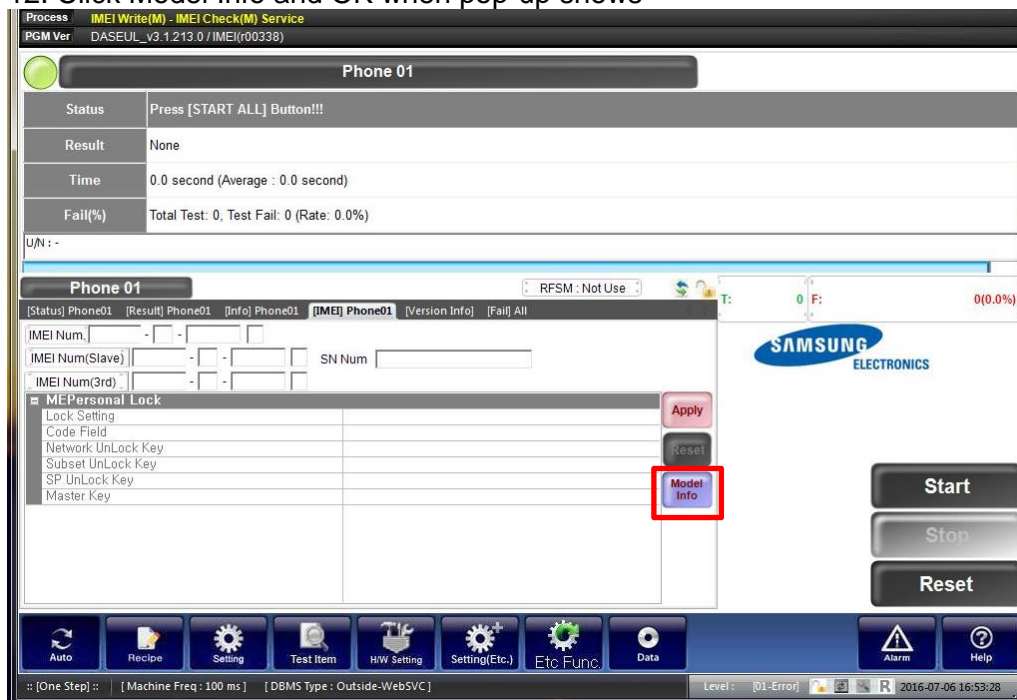 12. Click Model Info and OK when pop-up shows
Process IMEI Write(M) - IMEI Check(M) Service
PGM Ver DASEUL_v3.1.213.0 / IMEI(r00338)
Phone 01
Status Press [START ALL] Button!!!
Result None
Time 0.0 second (Average : 0.0 second)
Fail(%) Total Test: 0, Test Fail: 0 (Rate: 0.0%)
U/N : -
Phone 01 RFSM : Not Use T: 0 F: 0(0.0%)
[Status] Phone01 [Result] Phone01 [Info] Phone01 [IMEI] Phone01 [Version Info] [Fail] All
IMEI Num. - -
IMEI Num(Slave) - - SN Num
IMEI Num(3rd) - -
SAMSUNG
ELECTRONICS
MEPersonal Lock
Lock Setting
Code Field
Network UnLock Key
Subset UnLock Key
SP UnLock Key
Master Key
Apply
Reset
Model
Info
Start
Stop
Reset
Auto Recipe Setting Test Item H/W Setting Setting(Etc.) Etc Func. Data Alarm Help
:: [One Step] :: [ Machine Freq : 100 ms ] [ DBMS Type : Outside-WebSVC ] Level : [01-Error] R 2016-07-06 16:53:28